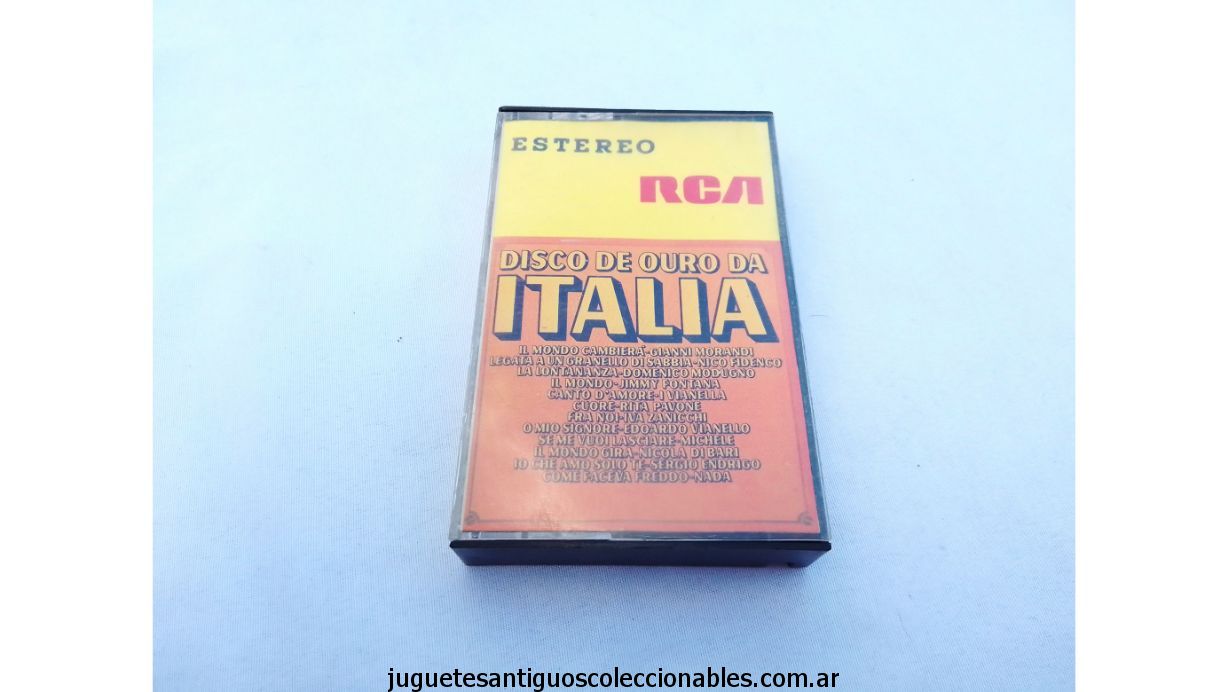 ESTEREO
RCA
DISCO DE OURO DA
ITALIA
IL MONDO CAMBIERÁ-GIANNI MORANDI
LEGATA A UN GRANELLO DI SABBIA-NICO FIDENCO
LA LONTANANZA-DOMENICO MODUGNO
IL MONDO-JIMMY FONTANA
CANTO D'AMORE-I VIANELLA
CUORE-RITA PAVONE
FRA NOI-IVA ZANICCHI
O MIO SIGNORE-EDOARDO VIANELLO
SE ME VUOI LASCIARE-MICHELE
IL MONDO GIRA-NICOLA DI BARI
IO CHE AMO SOLO TE-SERGIO ENDRIGO
COME FACEVA FREDDO-NADA
juguetesantiguoscoleccionables.com.ar